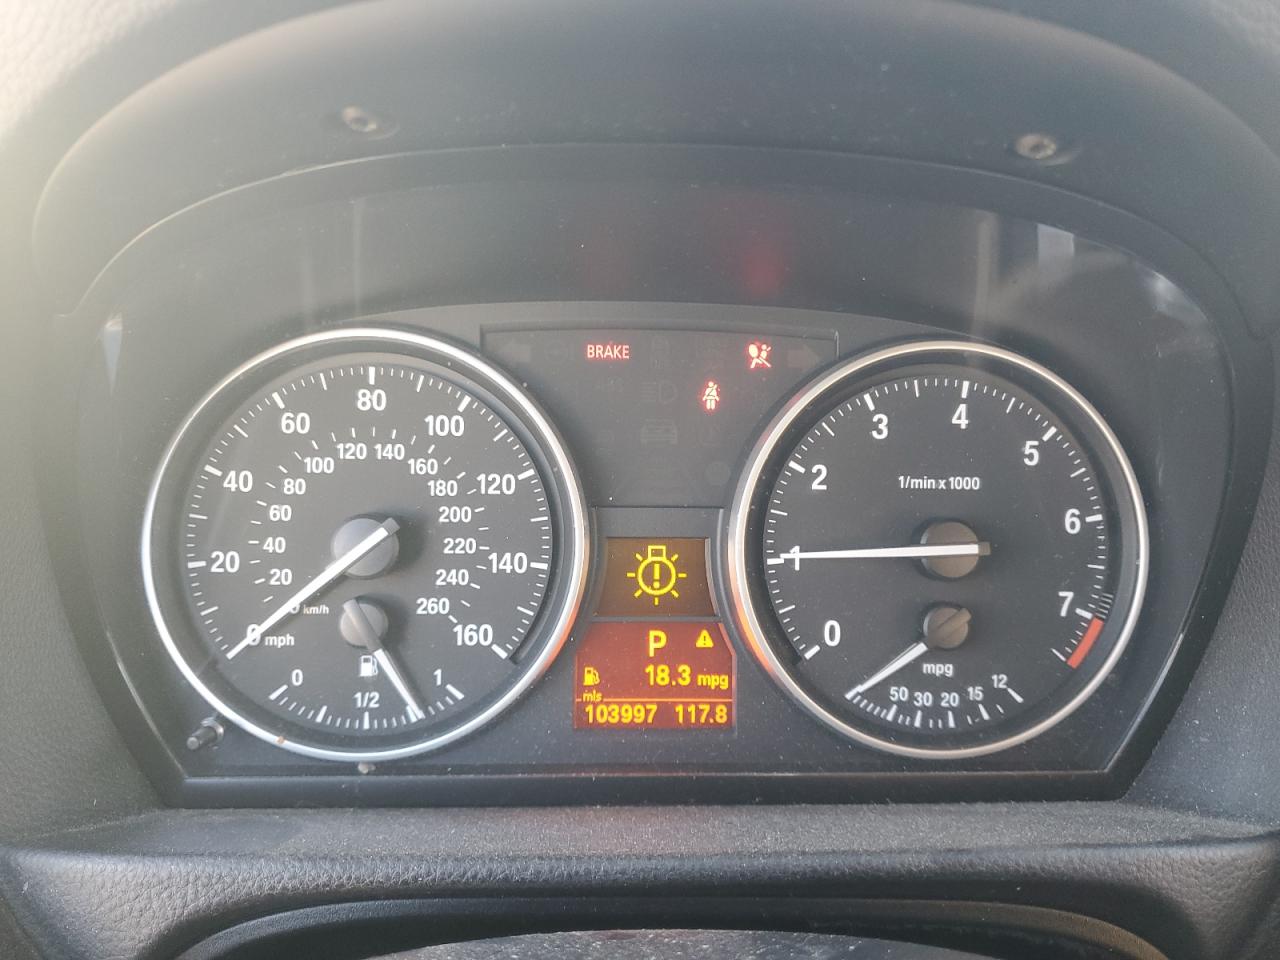 BRAKE
20 40 60 80 100 120 140 160
20 40 60 80 100 120 140 160 180 200 220 240 260
km/h
0 mph
0 1/2 1
P
18.3 mpg
mls
103997 117.8
0 1 2 3 4 5 6 7
1/min x 1000
mpg
50 30 20 15 12